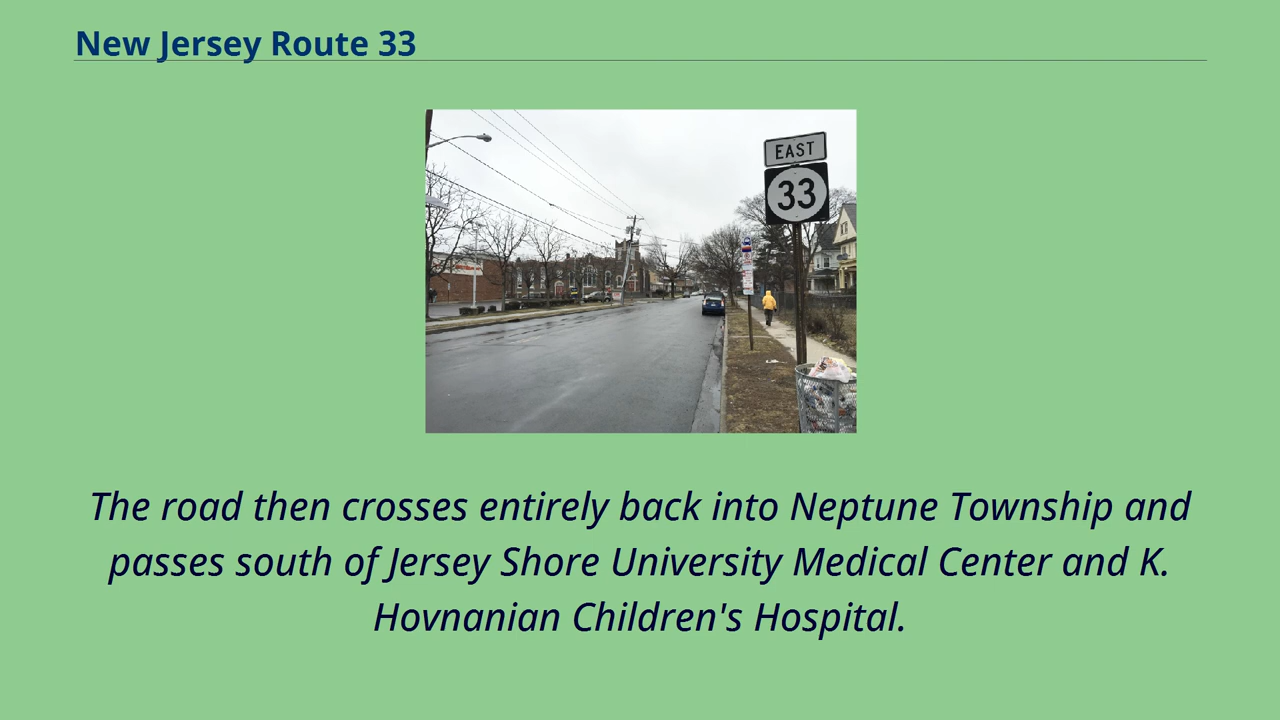 New Jersey Route 33
EAST
33
The road then crosses entirely back into Neptune Township and
passes south of Jersey Shore University Medical Center and K.
Hovnanian Children's Hospital.